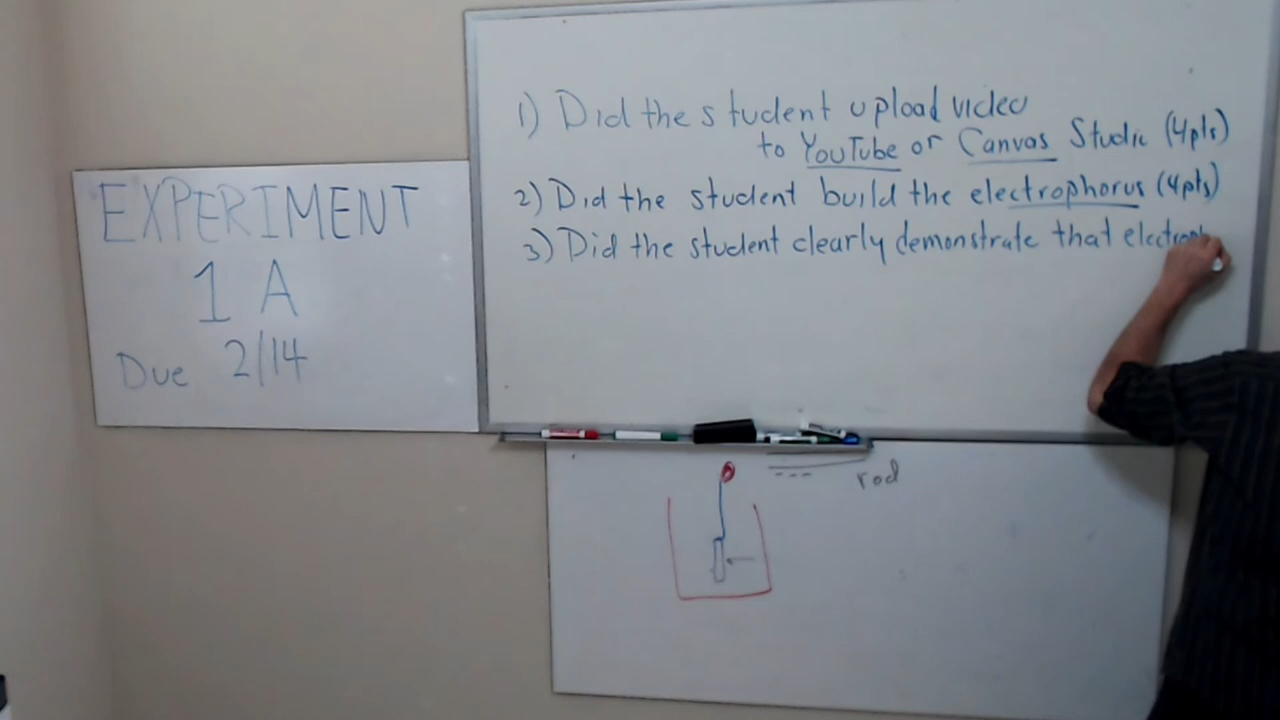 EXPERIMENT
1 A
Due 2/14
1) Did the student upload video
to YouTube or Canvas Studio (4pts)
2) Did the student build the electrophorus (4pts)
3) Did the student clearly demonstrate that
rod